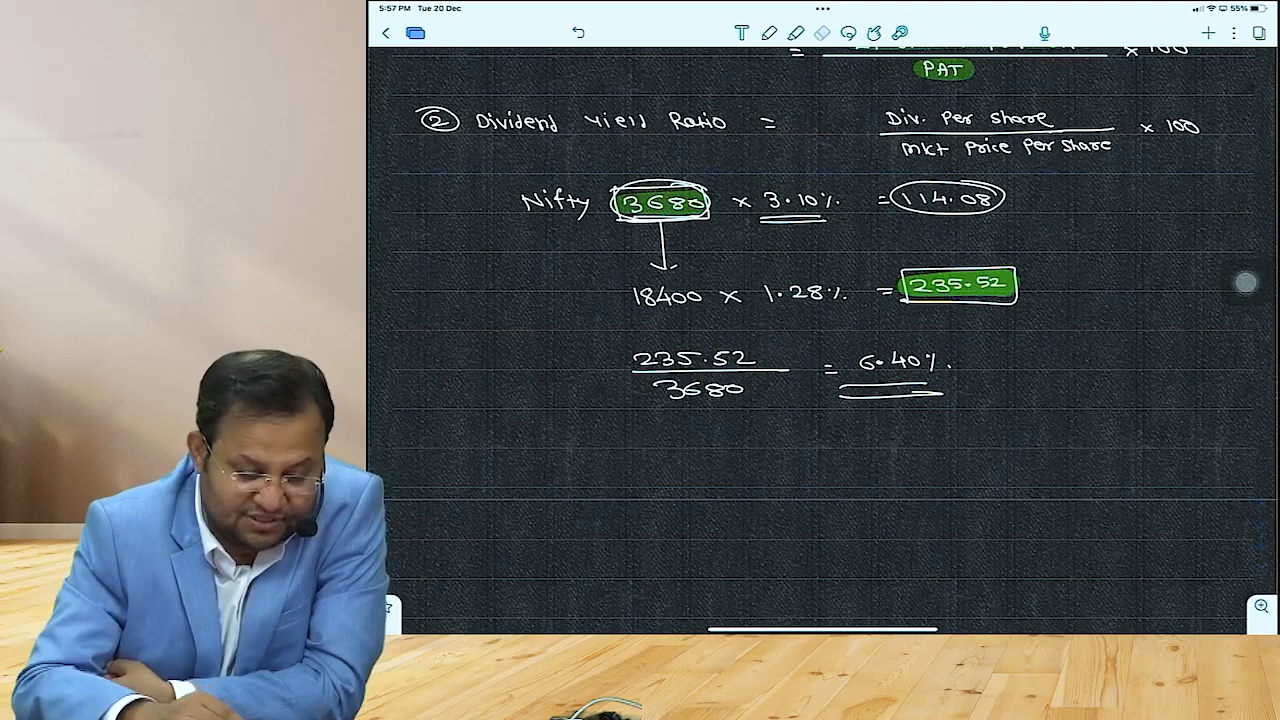 5:57 PM Tue 20 Dec
55%
T
= × 100
PAT
② Dividend Yield Ratio = Div. Per Share / Mkt Price Per Share × 100
Nifty 3680 × 3.10% = 114.08
18400 × 1.28% = 235.52
235.52 / 3680 = 6.40%.